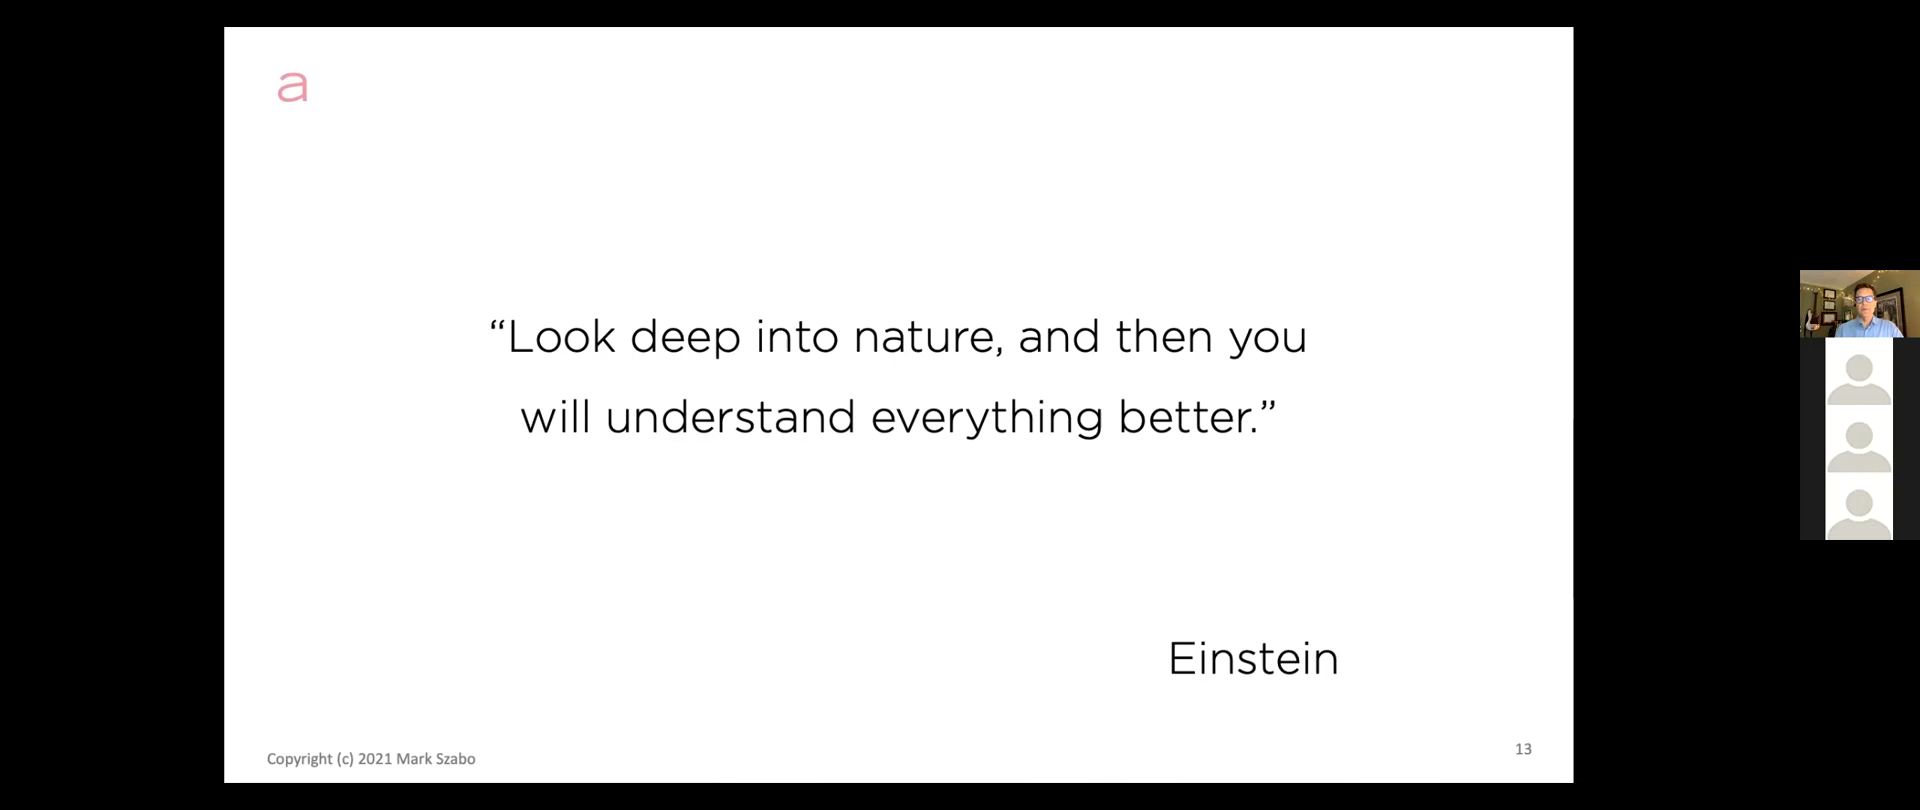 a
“Look deep into nature, and then you
will understand everything better.”
Einstein
Copyright (c) 2021 Mark Szabo
13